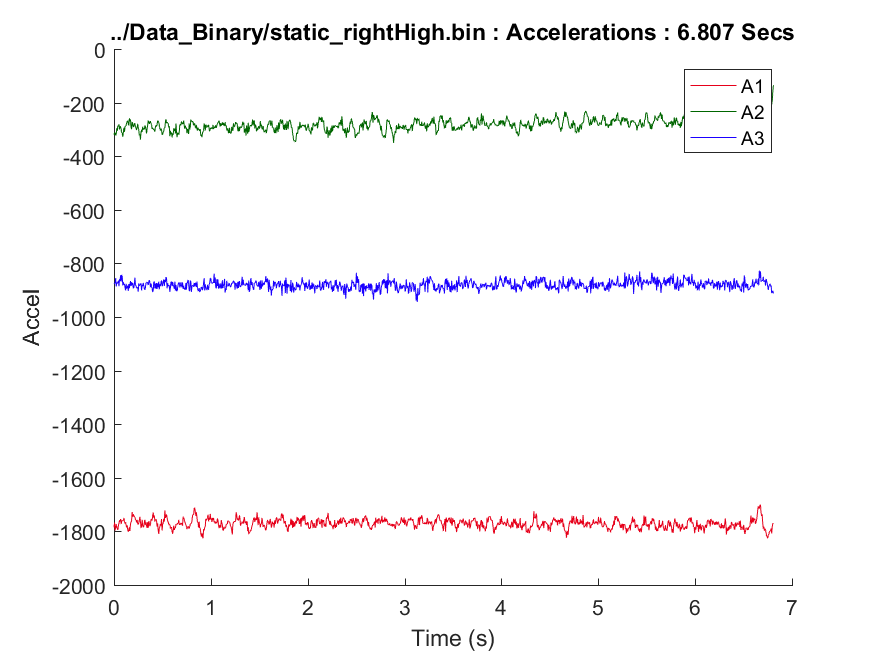 ../Data_Binary/static_rightHigh.bin : Accelerations : 6.807 Secs
0
-200
-400
-600
-800
-1000
-1200
-1400
-1600
-1800
-2000
Accel
A1
A2
A3
0 1 2 3 4 5 6 7
Time (s)